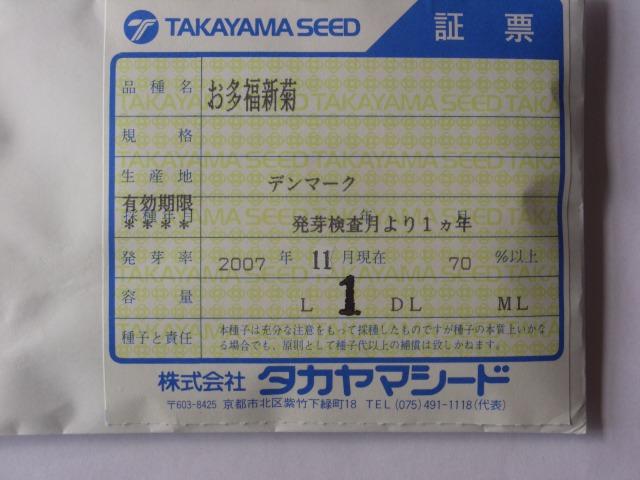 TAKAYAMA SEED 証票
品種名 お多福新菊
規格
生産地 デンマーク
有効期限
採種年月 年 月
**** 発芽検査月より1ヵ年
発芽率 2007 年 11 月現在 70 %以上
容量 L 1 DL ML
種子と責任 本種子は充分な注意をもって採種したものですが種子の本質上いかな
る場合でも、原則として種子代以上の補償は致しかねます。
株式会社 タカヤマシード
〒603-8425 京都市北区紫竹下緑町18 TEL (075) 491-1118(代表)